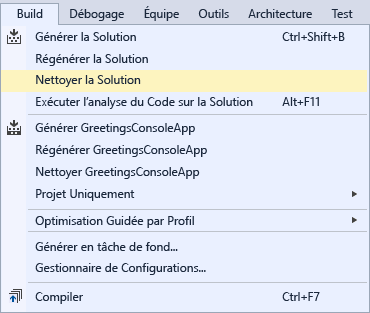 Build Débogage Équipe Outils Architecture Test
Générer la Solution Ctrl+Shift+B
Régénérer la Solution
Nettoyer la Solution
Exécuter l'analyse du Code sur la Solution Alt+F11
Générer GreetingsConsoleApp
Régénérer GreetingsConsoleApp
Nettoyer GreetingsConsoleApp
Projet Uniquement
Optimisation Guidée par Profil
Générer en tâche de fond...
Gestionnaire de Configurations...
Compiler Ctrl+F7